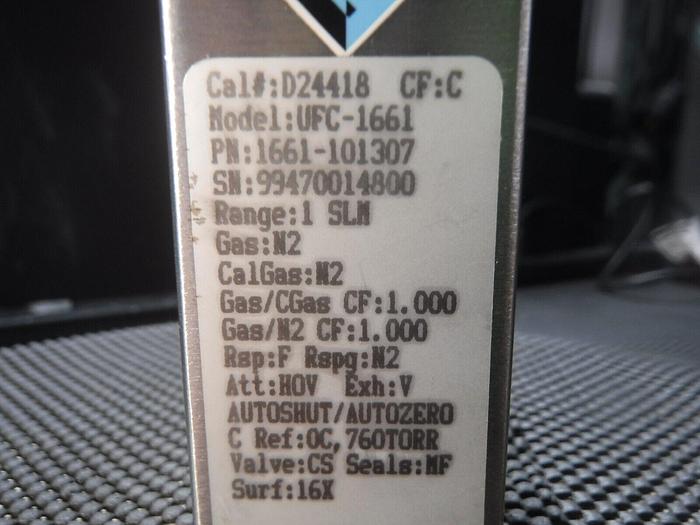 Cal#:D24418 CF:C
Model:UFC-1661
PN:1661-101307
SN:99470014800
Range:1 SLM
Gas:N2
CalGas:N2
Gas/CGas CF:1.000
Gas/N2 CF:1.000
Rsp:F Rspg:N2
Att:HOV Exh:V
AUTOSHUT/AUTOZERO
C Ref:0C,760TORR
Valve:CS Seals:MF
Surf:16X